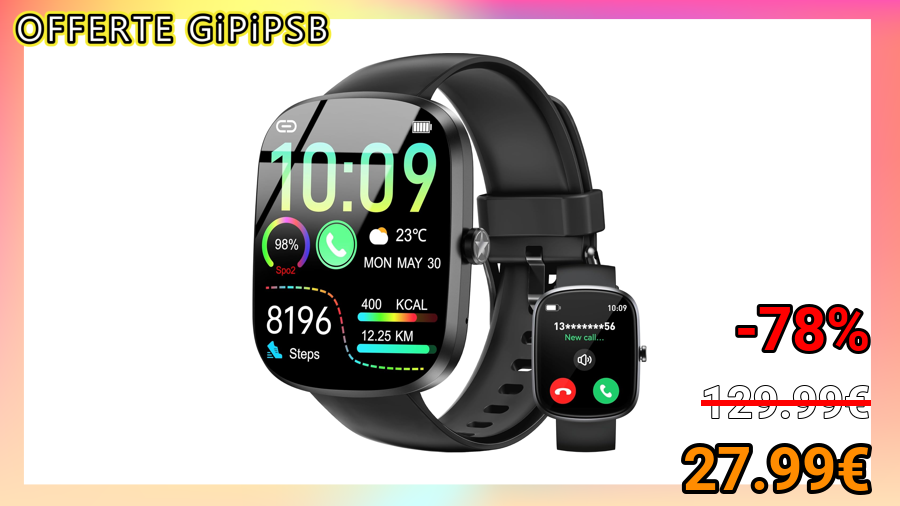 OFFERTE GiPiPSB
10:09
98%
Spo2
23℃
MON MAY 30
8196
Steps
400 KCAL
12.25 KM
10:09
13*******56
New call...
-78%
129.99€
27.99€